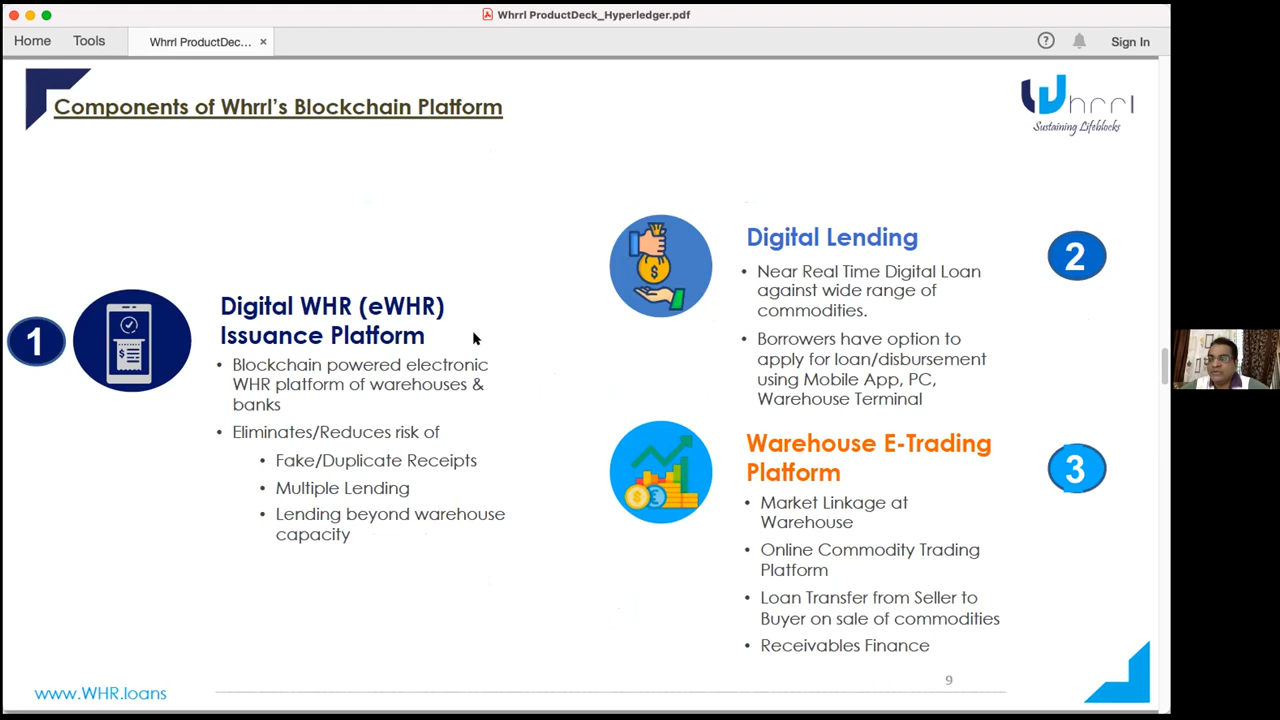 Whrrl ProductDeck_Hyperledger.pdf
Home
Tools
Whrrl ProductDec...
×
?
Sign In
Components of Whrrl's Blockchain Platform
Whrrl
Sustaining Lifeblocks
1
Digital WHR (eWHR)
Issuance Platform
• Blockchain powered electronic
WHR platform of warehouses &
banks
• Eliminates/Reduces risk of
• Fake/Duplicate Receipts
• Multiple Lending
• Lending beyond warehouse
capacity
Digital Lending
2
• Near Real Time Digital Loan
against wide range of
commodities.
• Borrowers have option to
apply for loan/disbursement
using Mobile App, PC,
Warehouse Terminal
Warehouse E-Trading
Platform
3
• Market Linkage at
Warehouse
• Online Commodity Trading
Platform
• Loan Transfer from Seller to
Buyer on sale of commodities
• Receivables Finance
9
www.WHR.loans